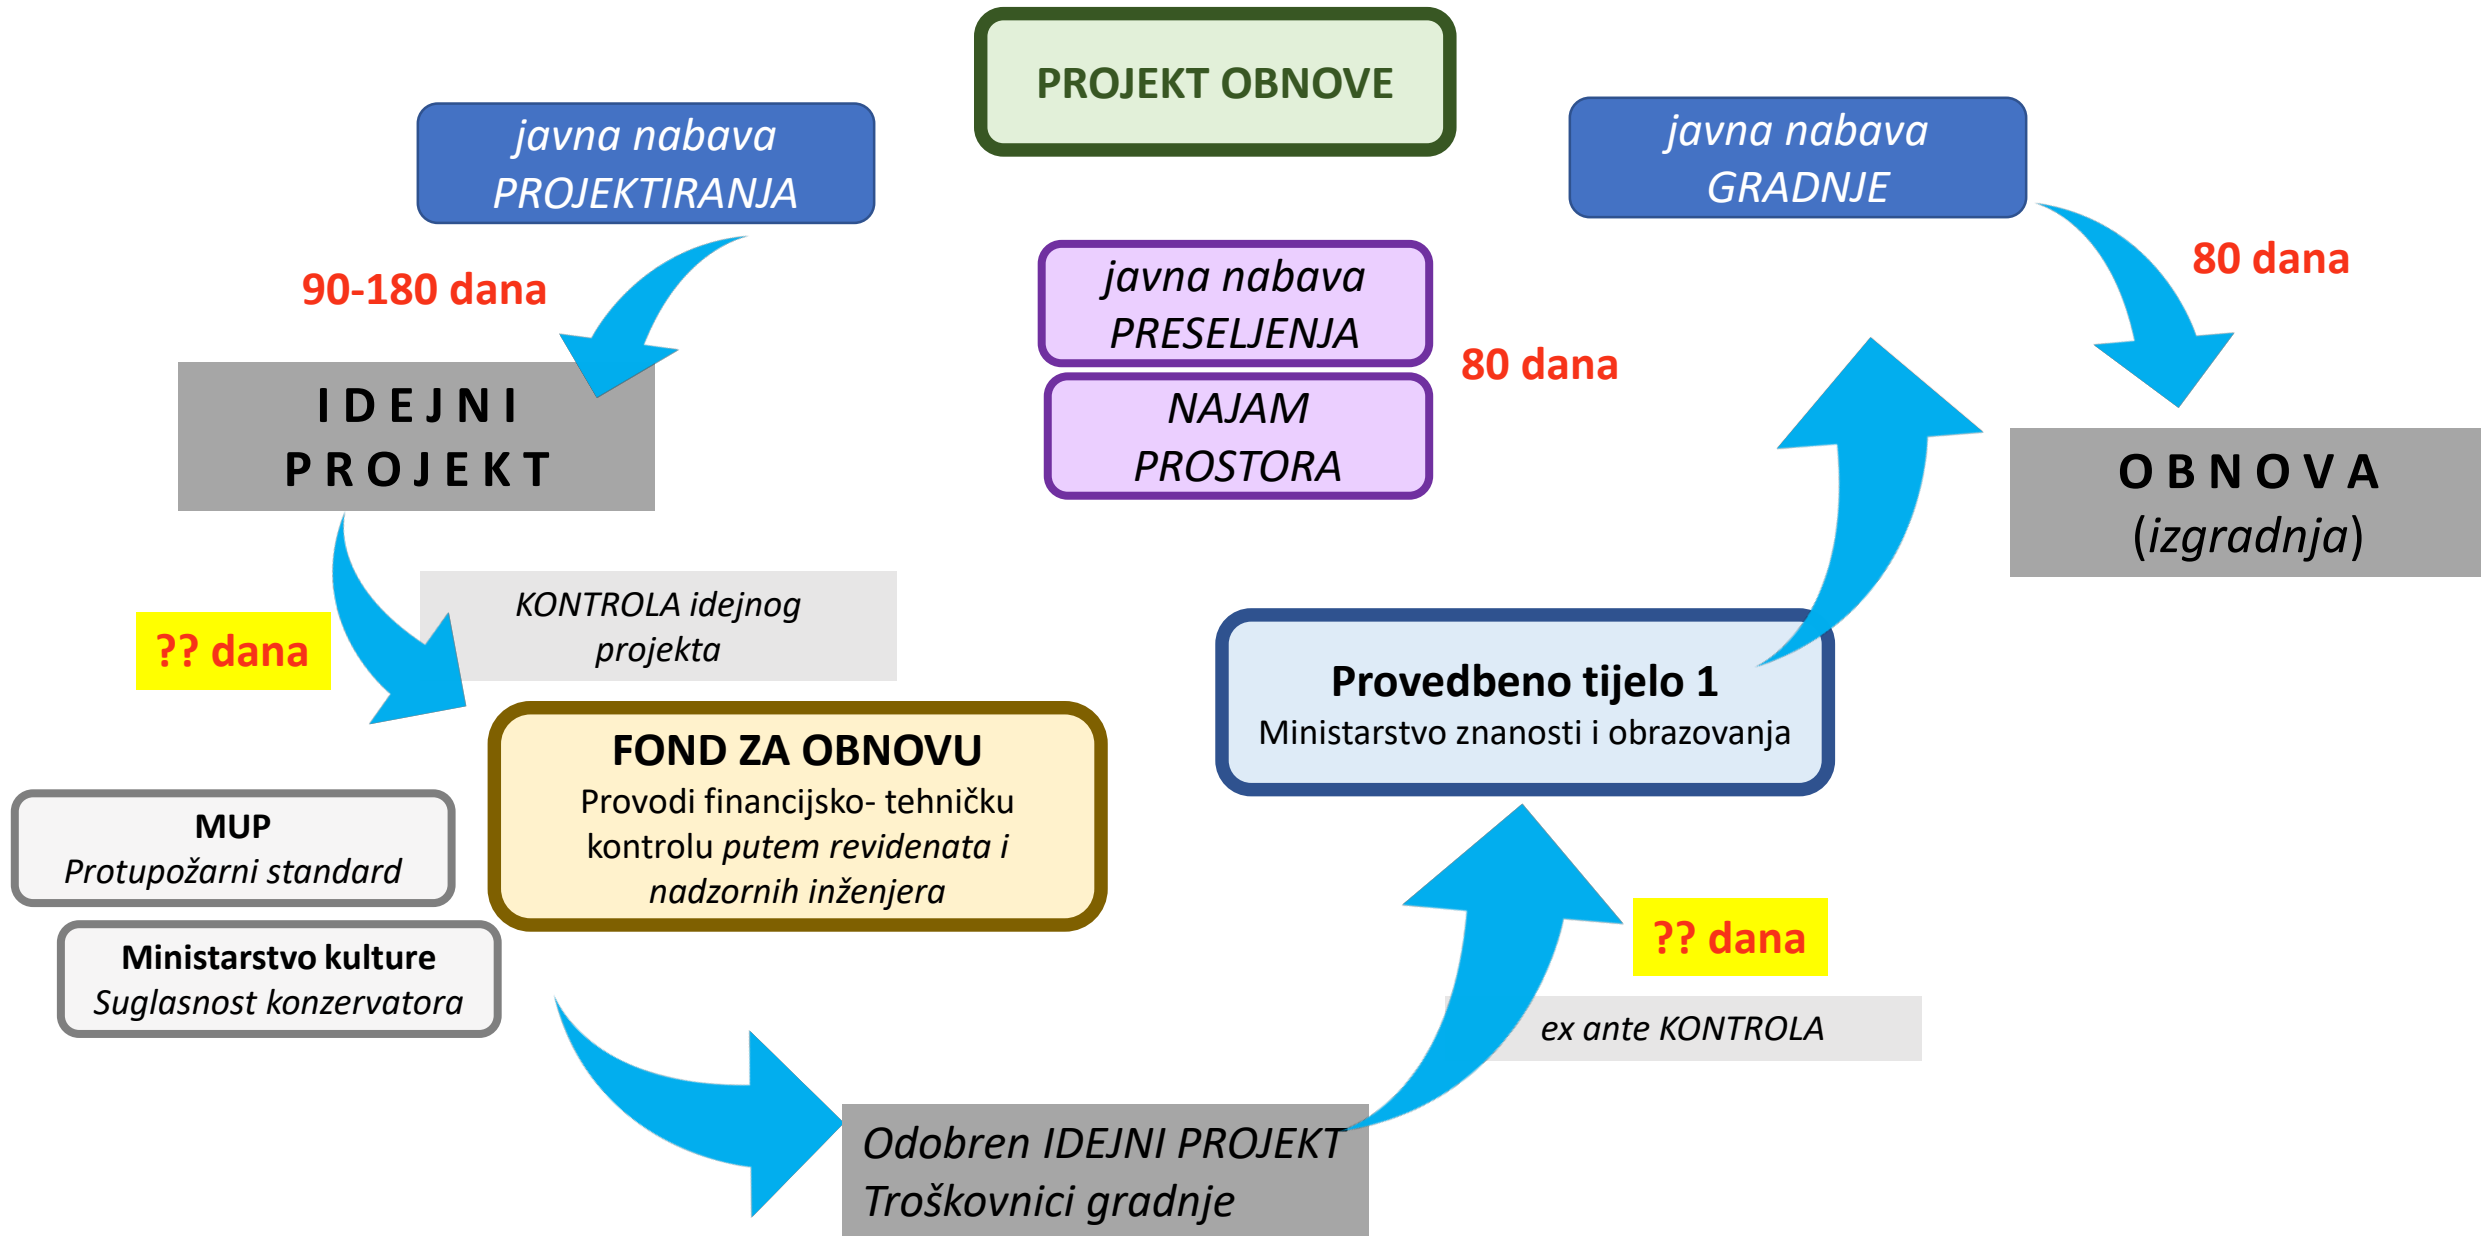 PROJEKT OBNOVE
javna nabava
PROJEKTIRANJA
90-180 dana
IDEJNI
PROJEKT
javna nabava
PRESELJENJA
NAJAM
PROSTORA
80 dana
javna nabava
GRADNJE
80 dana
OBNOVA
(izgradnja)
KONTROLA idejnog
projekta
?? dana
FOND ZA OBNOVU
Provodi financijsko- tehničku
kontrolu putem revidenata i
nadzornih inženjera
MUP
Protupožarni standard
Ministarstvo kulture
Suglasnost konzervatora
Odobren IDEJNI PROJEKT
Troškovnici gradnje
?? dana
ex ante KONTROLA
Provedbeno tijelo 1
Ministarstvo znanosti i obrazovanja